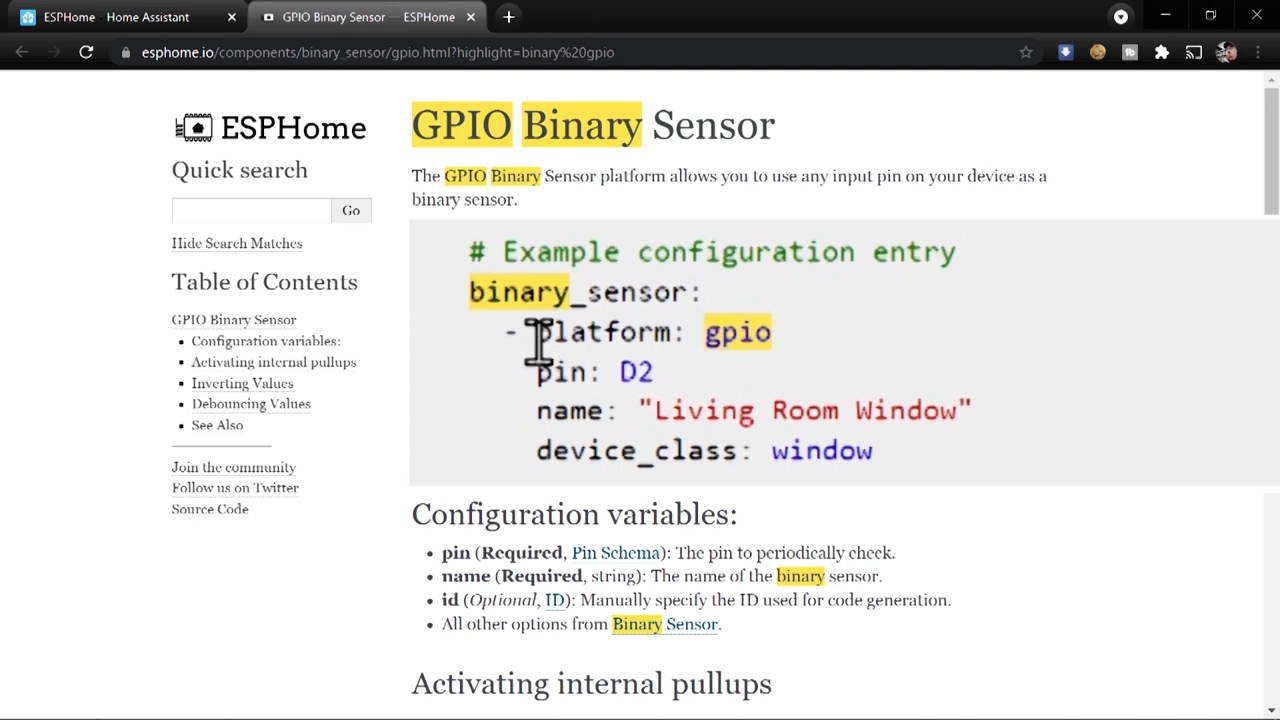 ESPHome - Home Assistant
GPIO Binary Sensor — ESPHome
esphome.io/components/binary_sensor/gpio.html?highlight=binary%20gpio
ESPHome
Quick search
Go
Hide Search Matches
Table of Contents
GPIO Binary Sensor
Configuration variables:
Activating internal pullups
Inverting Values
Debouncing Values
See Also
Join the community
Follow us on Twitter
Source Code
GPIO Binary Sensor
The GPIO Binary Sensor platform allows you to use any input pin on your device as a
binary sensor.
# Example configuration entry
binary_sensor:
- platform: gpio
pin: D2
name: "Living Room Window"
device_class: window
Configuration variables:
• pin (Required, Pin Schema): The pin to periodically check.
• name (Required, string): The name of the binary sensor.
• id (Optional, ID): Manually specify the ID used for code generation.
• All other options from Binary Sensor.
Activating internal pullups